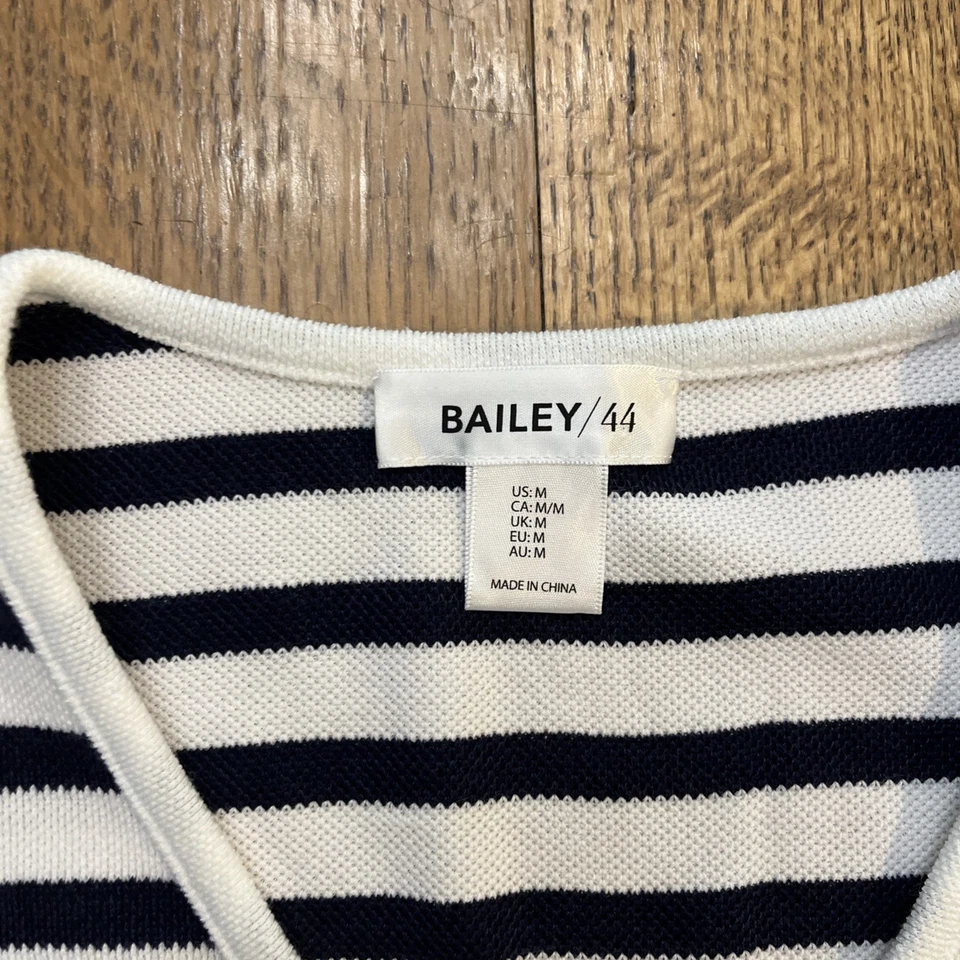 BAILEY/44
US: M
CA: M/M
UK: M
EU: M
AU: M
MADE IN CHINA